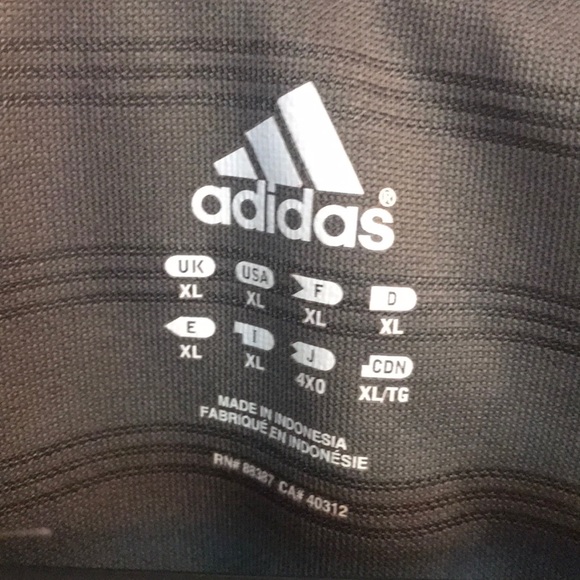 adidas®
UK USA F D
XL XL XL XL
E I J CDN
XL XL 4XO XL/TG
MADE IN INDONESIA
FABRIQUÉ EN INDONÉSIE
RN# 88387 CA# 40312